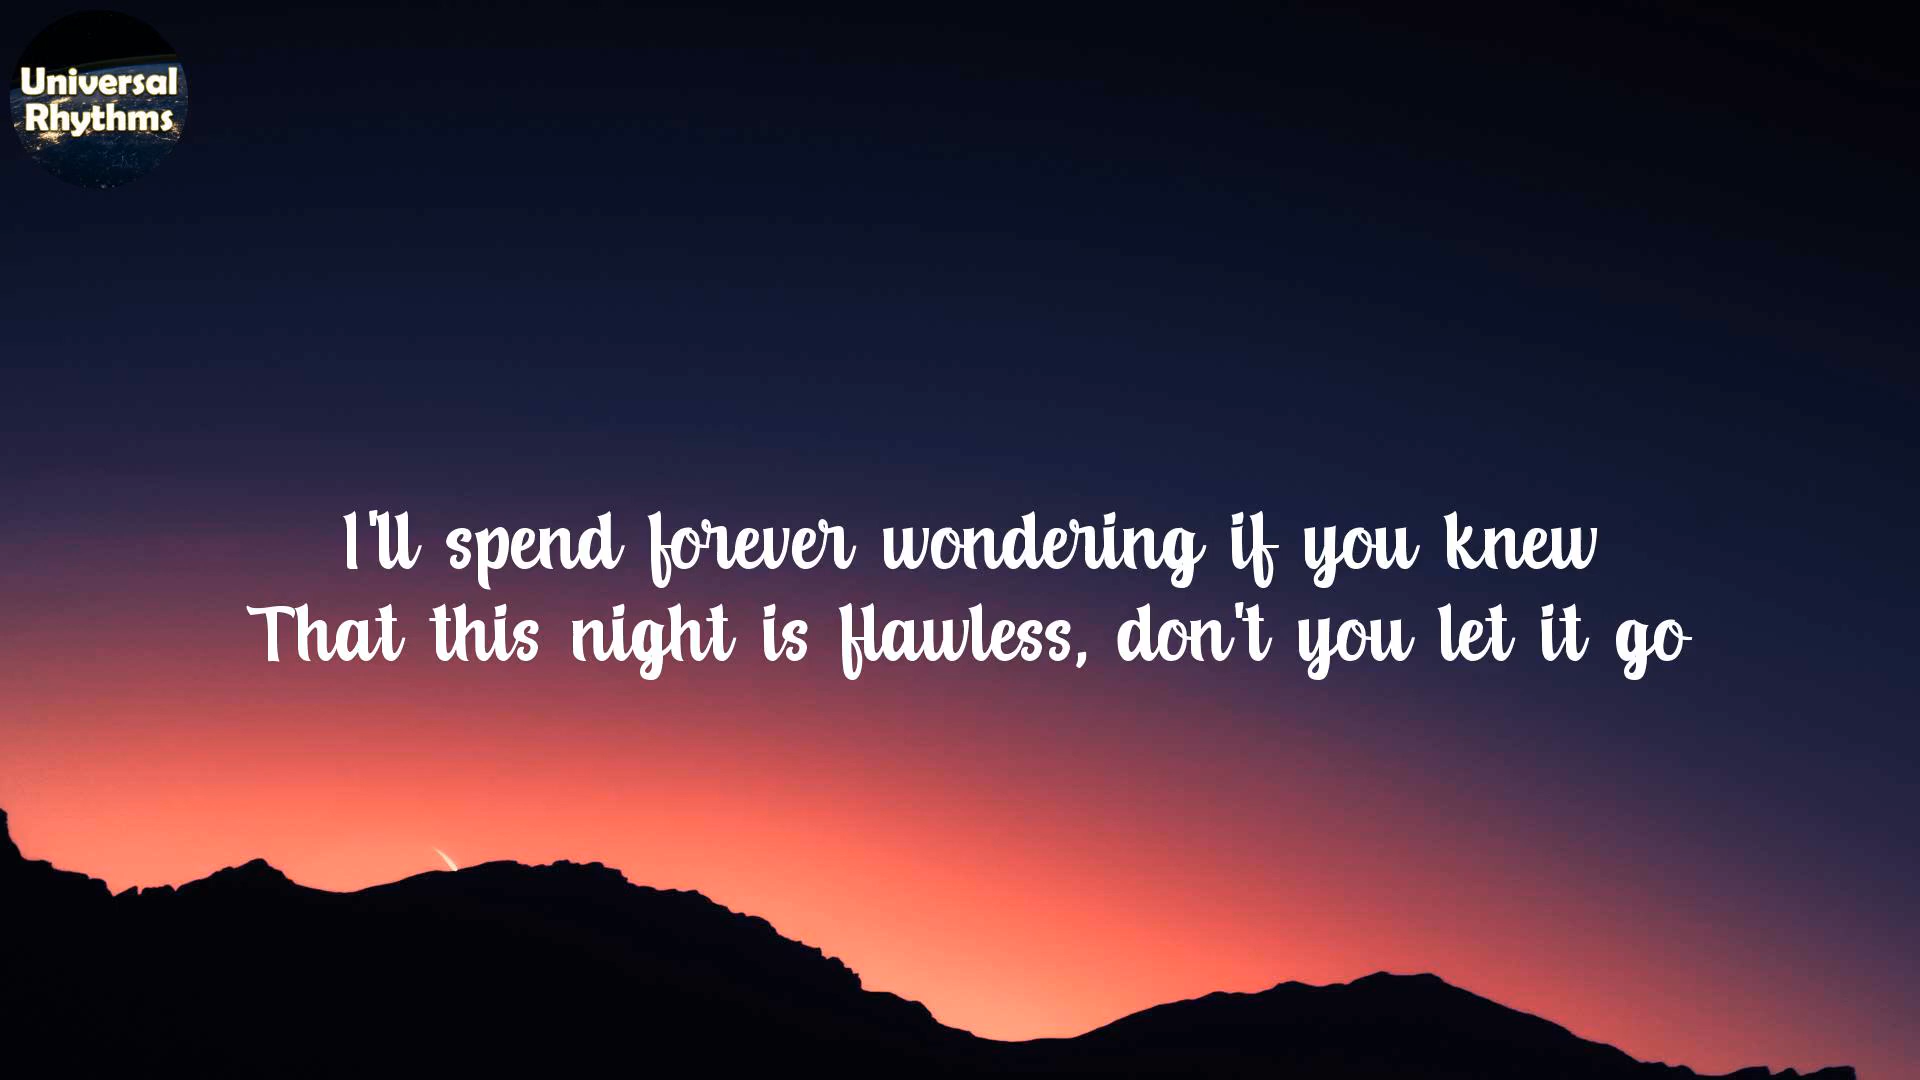 Universal
Rhythms
I'll spend forever wondering if you knew
That this night is flawless, don't you let it go